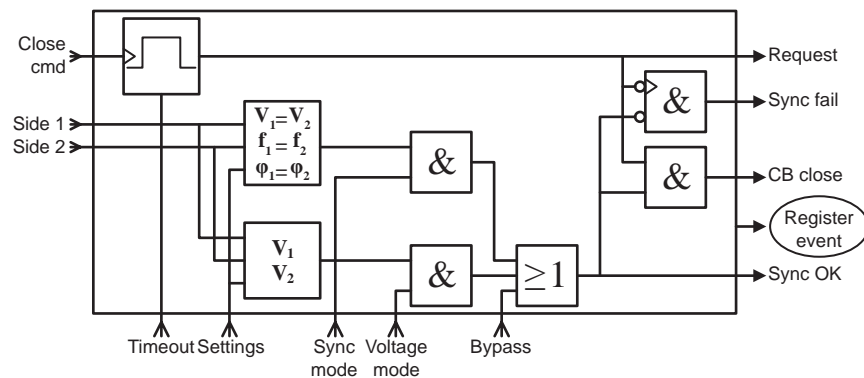 Close
cmd
Request
Sync fail
&
Side 1
Side 2
V₁=V₂
f₁ = f₂
φ₁=φ₂
&
&
CB close
Register
event
V₁
V₂
&
≥1
Sync OK
Timeout
Settings
Sync
mode
Voltage
mode
Bypass